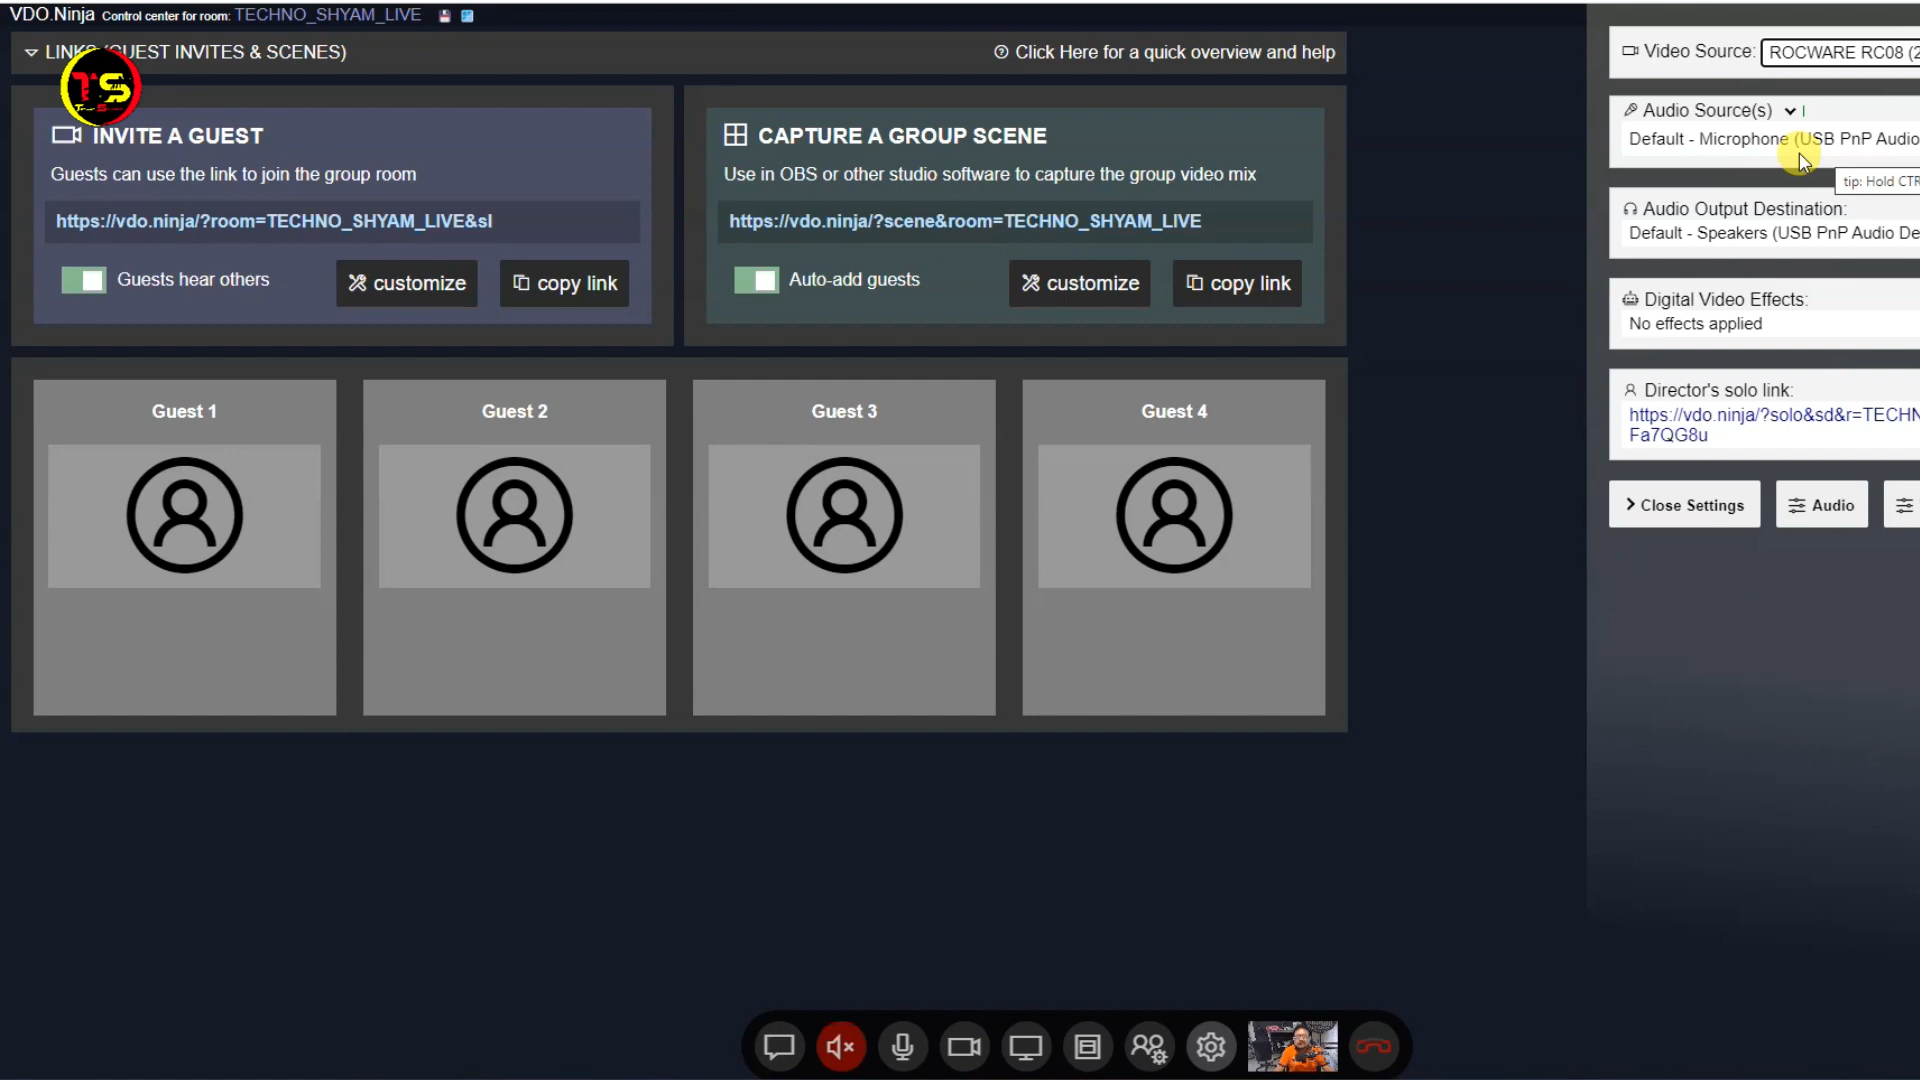 VDO.Ninja Control center for room: TECHNO_SHYAM_LIVE
LINKS (GUEST INVITES & SCENES)
Click Here for a quick overview and help
TS
INVITE A GUEST
Guests can use the link to join the group room
https://vdo.ninja/?room=TECHNO_SHYAM_LIVE&sl
Guests hear others
customize
copy link
CAPTURE A GROUP SCENE
Use in OBS or other studio software to capture the group video mix
https://vdo.ninja/?scene&room=TECHNO_SHYAM_LIVE
Auto-add guests
customize
copy link
Guest 1
Guest 2
Guest 3
Guest 4
Video Source: ROCWARE RC08 (2
Audio Source(s)
Default - Microphone (USB PnP Audio
tip: Hold CTR
Audio Output Destination:
Default - Speakers (USB PnP Audio De
Digital Video Effects:
No effects applied
Director's solo link:
https://vdo.ninja/?solo&sd&r=TECHN
Fa7QG8u
Close Settings
Audio